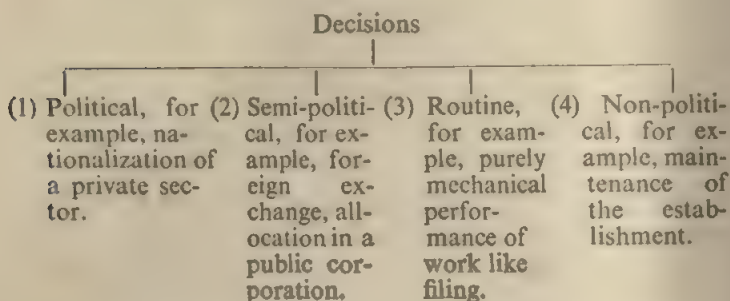 Decisions
(1) Political, for
example, na-
tionalization of
a private sec-
tor.
(2) Semi-politi-
cal, for ex-
ample, for-
eign ex-
change, all-
ocation in a
public cor-
poration.
(3) Routine,
for exam-
ple, purely
mechanical
perfor-
mance of
work like
filing.
(4) Non-politi-
cal, for ex-
ample, main-
tenance of
the estab-
lishment.